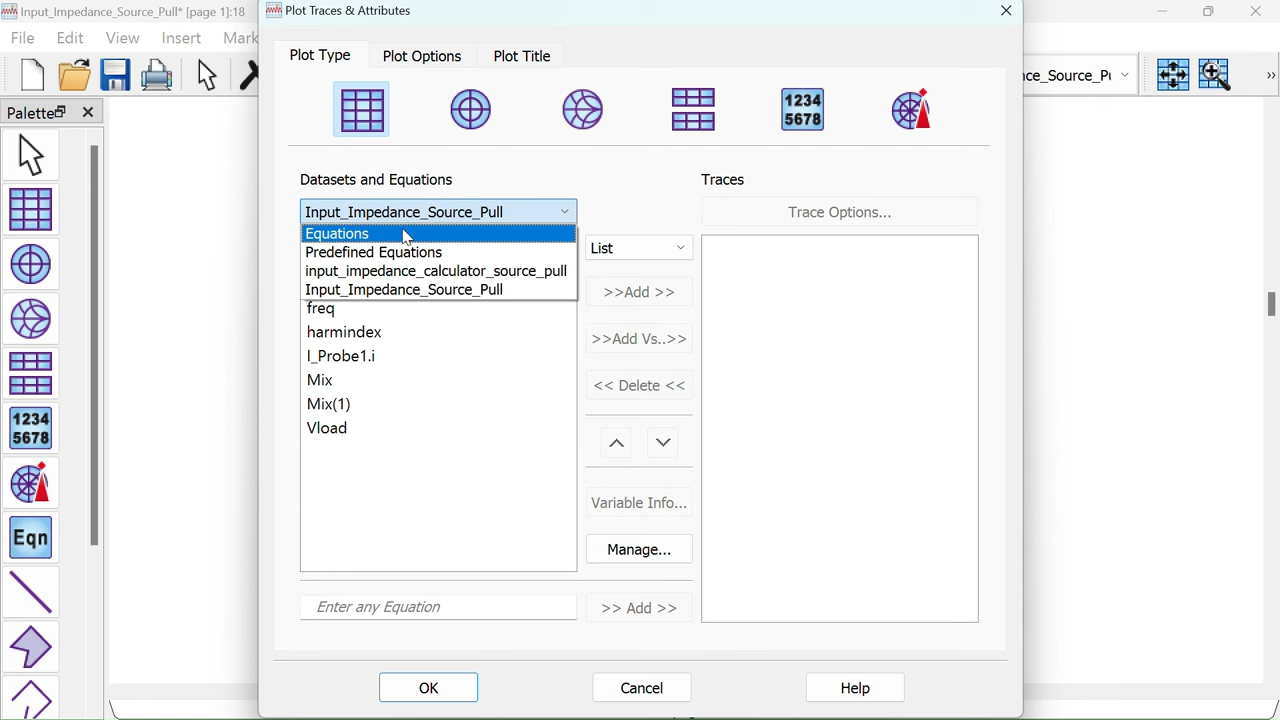 Input_Impedance_Source_Pull* [page 1]:18
Plot Traces & Attributes
File Edit View Insert Mark
Plot Type Plot Options Plot Title
nce_Source_Pu
Palette
1234
5678
Datasets and Equations
Traces
Input_Impedance_Source_Pull
Trace Options...
Equations
Predefined Equations
input_impedance_calculator_source_pull
Input_Impedance_Source_Pull
List
freq
harmindex
I_Probe1.i
Mix
Mix(1)
Vload
>>Add >>
>>Add Vs..>>
<< Delete <<
Variable Info...
Manage...
1234
5678
Eqn
Enter any Equation
>> Add >>
OK
Cancel
Help